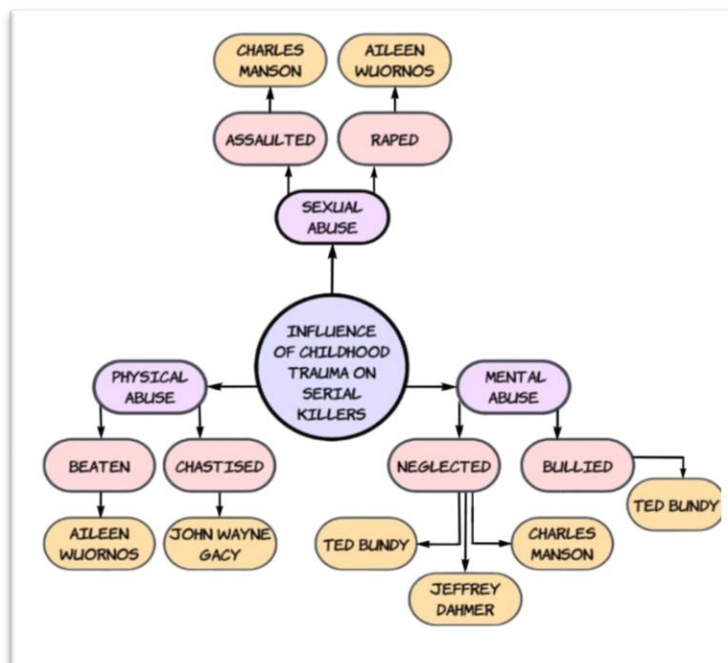 CHARLES
MANSON
AILEEN
WUORNOS
ASSAULTED
RAPED
SEXUAL
ABUSE
INFLUENCE
OF CHILDHOOD
TRAUMA ON
SERIAL
KILLERS
PHYSICAL
ABUSE
MENTAL
ABUSE
BEATEN
CHASTISED
NEGLECTED
BULLIED
AILEEN
WUORNOS
JOHN WAYNE
GACY
TED BUNDY
JEFFREY
DAHMER
CHARLES
MANSON
TED BUNDY